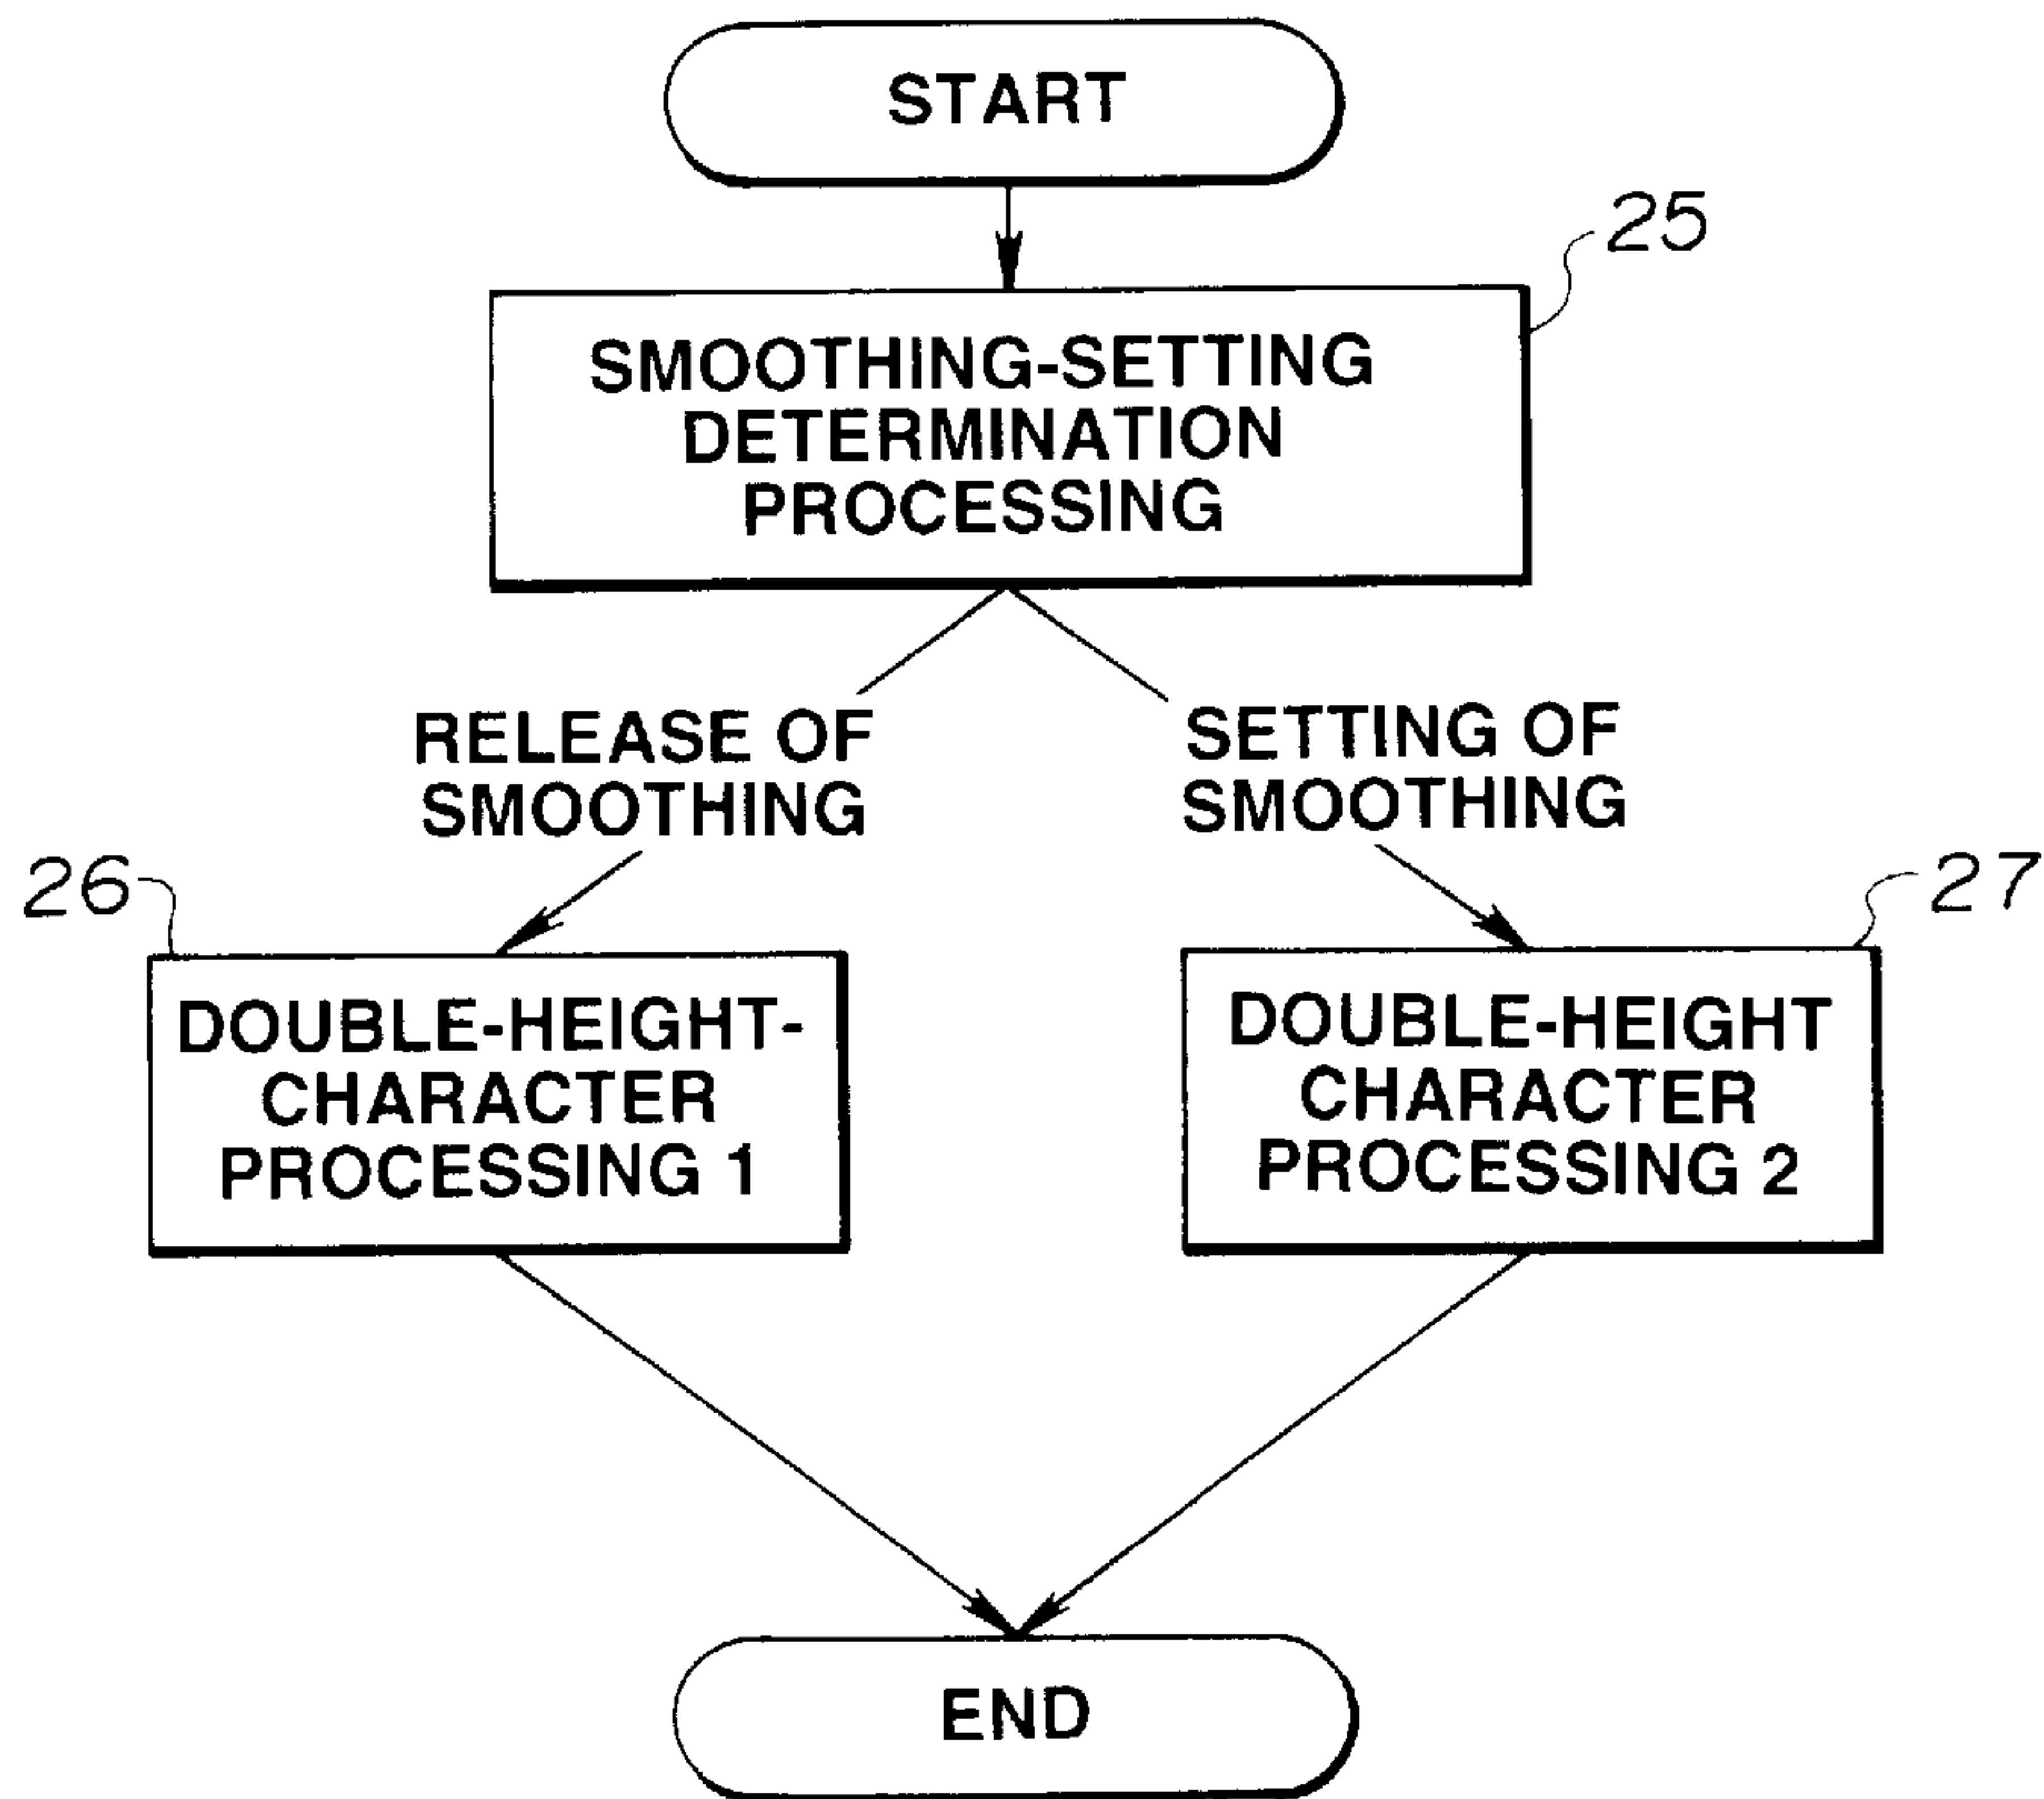 START
25
SMOOTHING-SETTING
DETERMINATION
PROCESSING
RELEASE OF
SMOOTHING
SETTING OF
SMOOTHING
26
27
DOUBLE-HEIGHT-
CHARACTER
PROCESSING 1
DOUBLE-HEIGHT
CHARACTER
PROCESSING 2
END